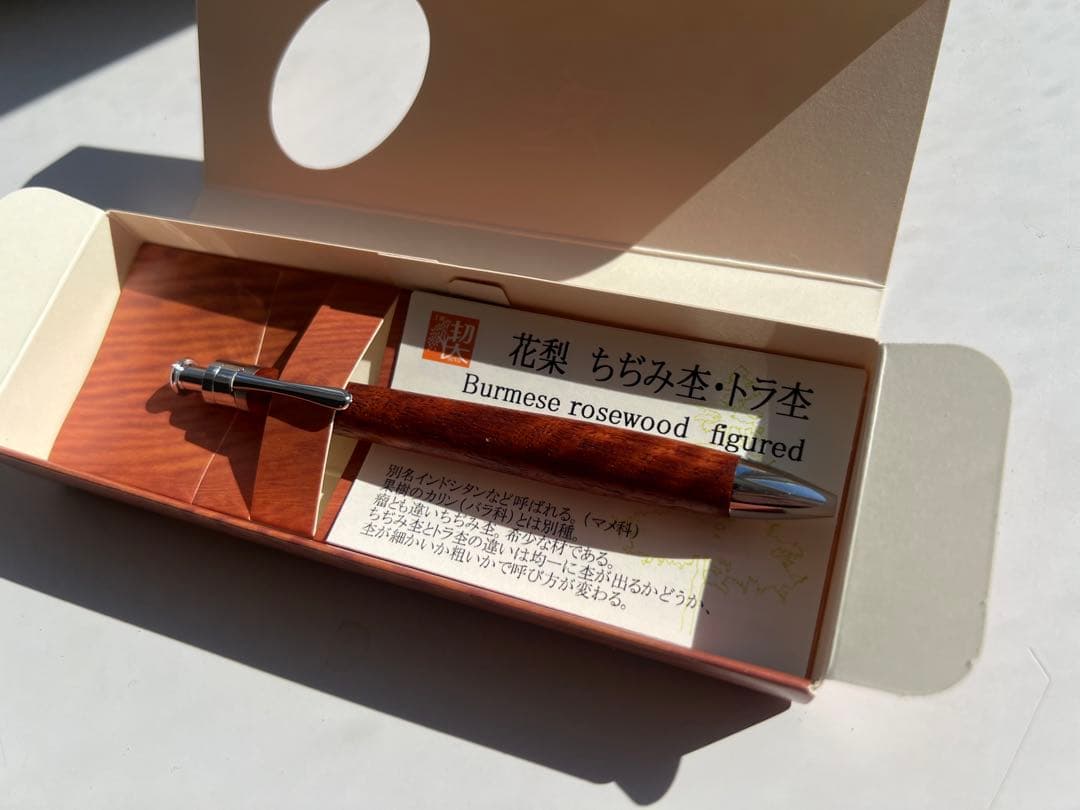 花梨 ちぢみ杢・トラ杢
Burmese rosewood figured
別名インドシタンなど呼ばれる。(マメ科)
果樹のカリン(バラ科)とは別種。
瘤とも違いちぢみ杢。希少な材である。
ちぢみ杢とトラ杢の違いは均一に杢が出るかどうか、
杢が細かいか粗いかで呼び方が変わる。